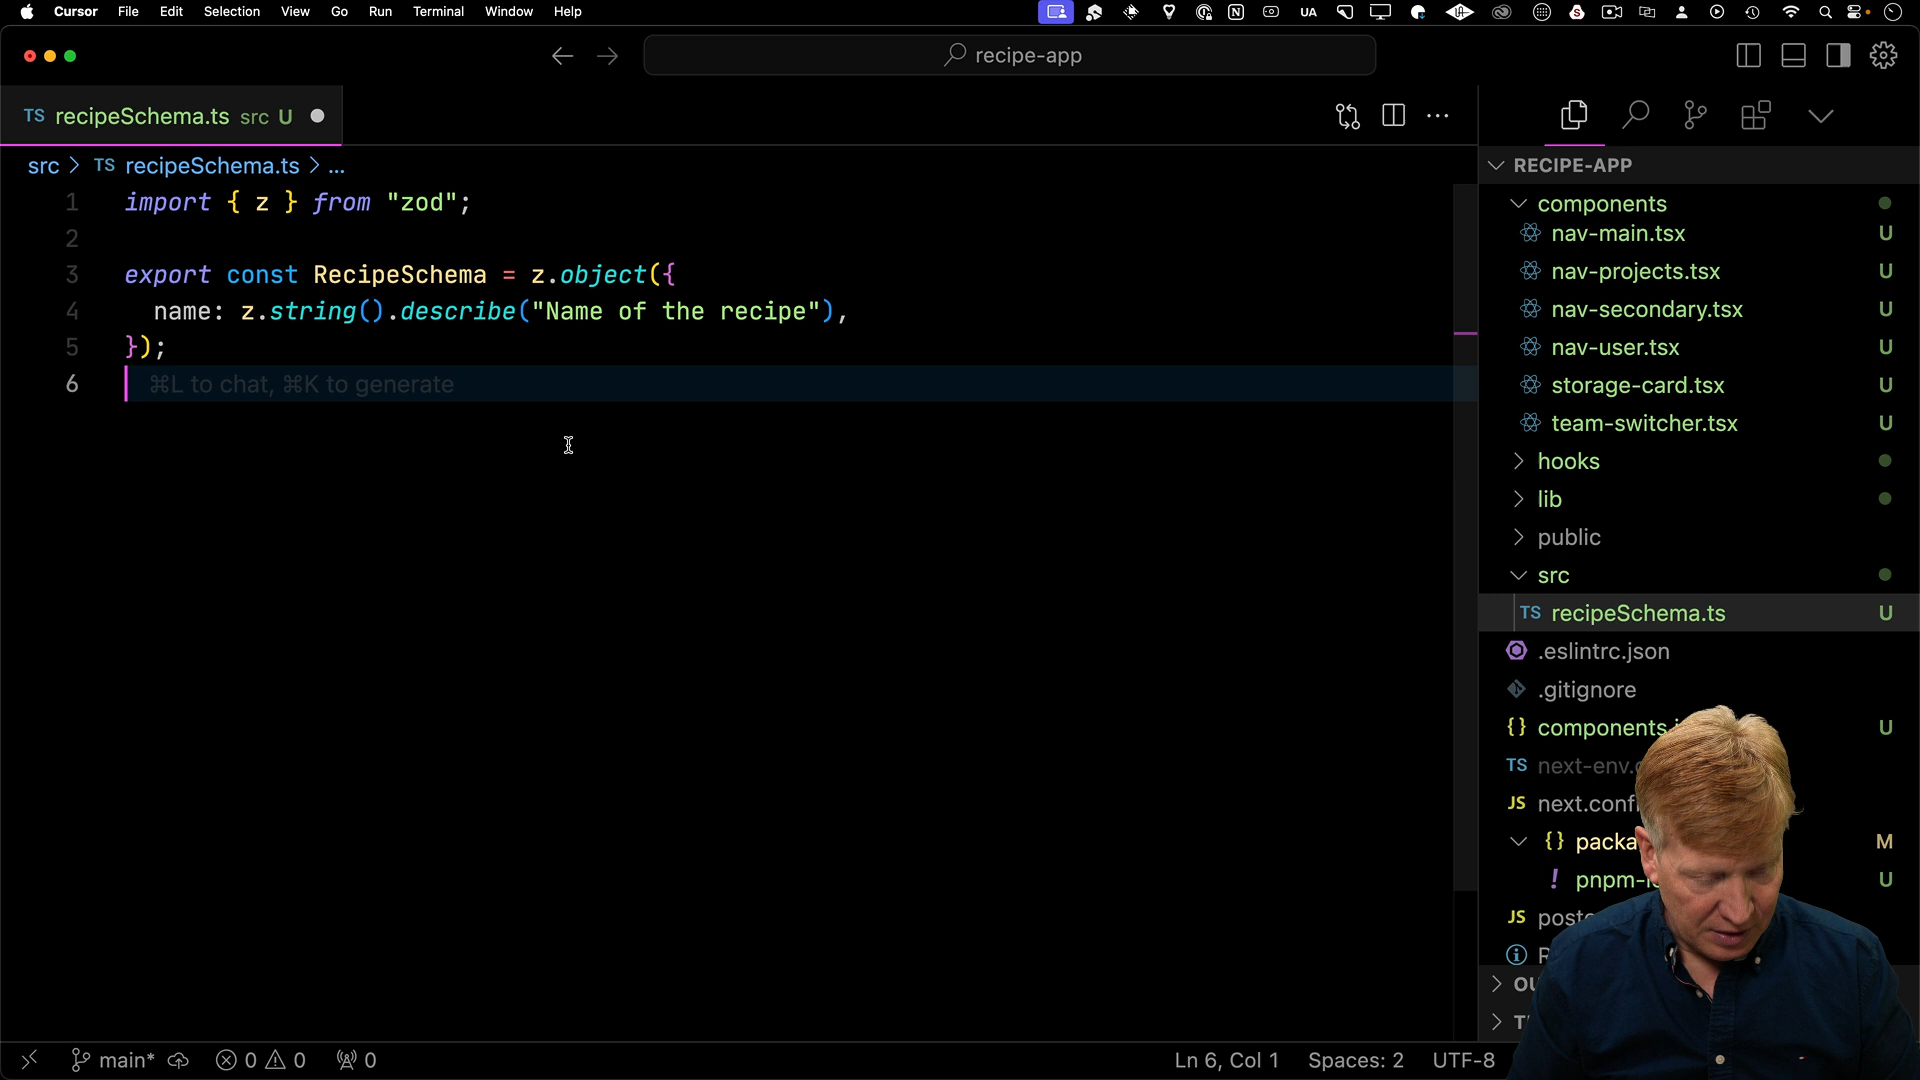 Cursor File Edit Selection View Go Run Terminal Window Help UA
recipe-app
TS recipeSchema.ts src U
src > TS recipeSchema.ts > ...
1 import { z } from "zod";
2
3 export const RecipeSchema = z.object({
4 name: z.string().describe("Name of the recipe"),
5 });
6 ⌘L to chat, ⌘K to generate
RECIPE-APP
components
nav-main.tsx U
nav-projects.tsx U
nav-secondary.tsx U
nav-user.tsx U
storage-card.tsx U
team-switcher.tsx U
hooks
lib
public
src
TS recipeSchema.ts U
.eslintrc.json
.gitignore
{} components. U
TS next-env.
JS next.conf
{} packa M
! pnpm-l U
JS postc
R
OU
T
main* 0 0 0
Ln 6, Col 1 Spaces: 2 UTF-8